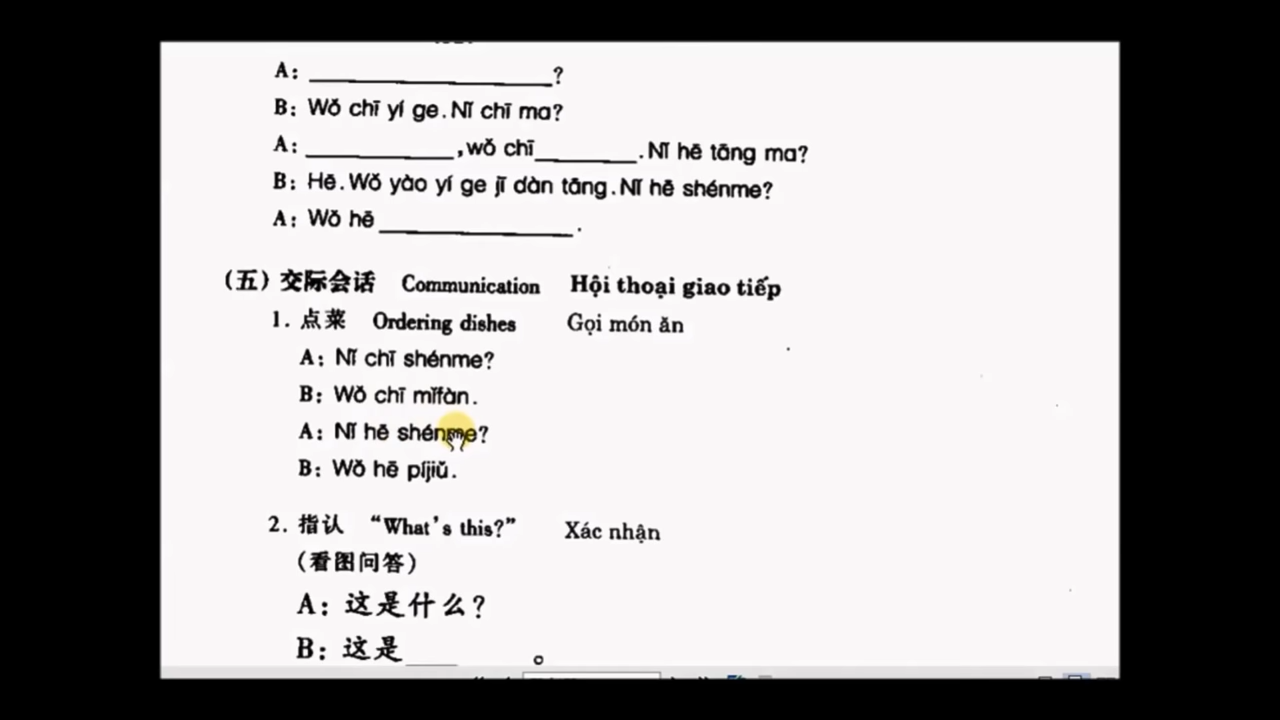 A: ____________________?
B: Wǒ chī yí ge. Nǐ chī ma?
A: ____________, wǒ chī ________. Nǐ hē tāng ma?
B: Hē. Wǒ yào yí ge jī dàn tāng. Nǐ hē shénme?
A: Wǒ hē ________________.
(五) 交际会话 Communication Hội thoại giao tiếp
1. 点菜 Ordering dishes Gọi món ăn
A: Nǐ chī shénme?
B: Wǒ chī mǐfàn.
A: Nǐ hē shénme?
B: Wǒ hē píjiǔ.
2. 指认 “What's this?” Xác nhận
(看图问答)
A: 这是什么?
B: 这是____。